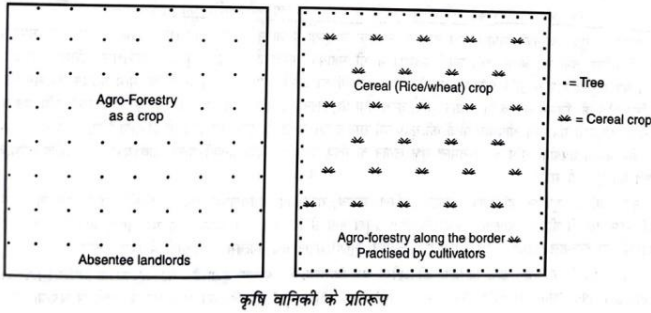 Agro-Forestry
as a crop
Absentee landlords
Cereal (Rice/wheat) crop
Agro-forestry along the border
Practised by cultivators
= Tree
= Cereal crop
कृषि वानिकी के प्रतिरूप